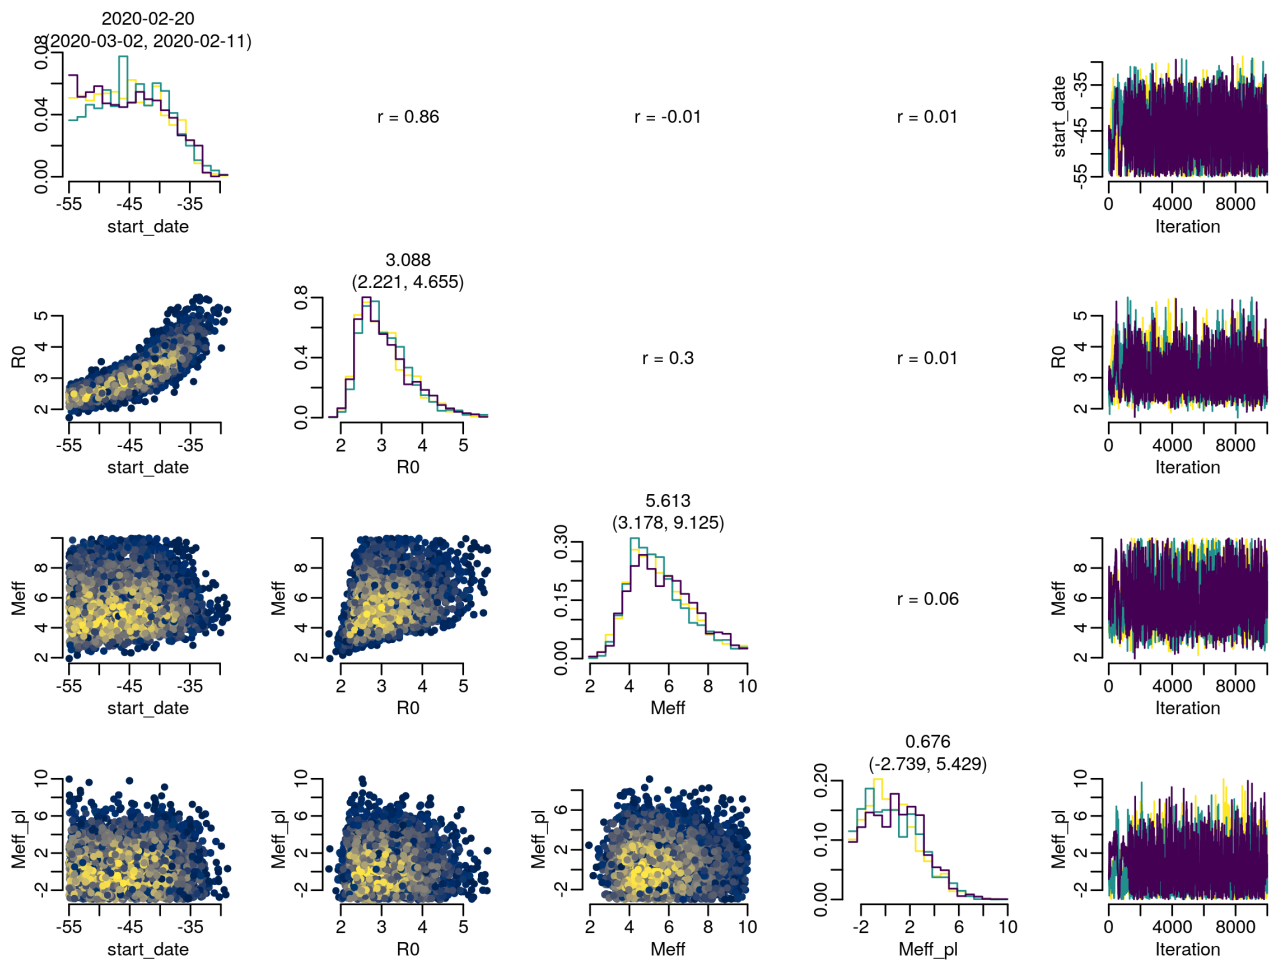 2020-02-20
(2020-03-02, 2020-02-11)
0.00 0.04 0.08
-55 -45 -35
start_date
r = 0.86
r = -0.01
r = 0.01
start_date
-55 -45 -35
0 4000 8000
Iteration
R0
2 3 4 5
-55 -45 -35
start_date
3.088
(2.221, 4.655)
0.0 0.4 0.8
2 3 4 5
R0
r = 0.3
r = 0.01
R0
2 3 4 5
0 4000 8000
Iteration
Meff
2 4 6 8
-55 -45 -35
start_date
Meff
2 4 6 8
2 3 4 5
R0
5.613
(3.178, 9.125)
0.00 0.15 0.30
2 4 6 8 10
Meff
r = 0.06
Meff
2 4 6 8
0 4000 8000
Iteration
Meff_pl
-2 2 6 10
-55 -45 -35
start_date
Meff_pl
-2 2 6 10
2 3 4 5
R0
Meff_pl
-2 2 6
2 4 6 8 10
Meff
0.676
(-2.739, 5.429)
0.00 0.10 0.20
-2 2 6 10
Meff_pl
Meff_pl
-2 2 6 10
0 4000 8000
Iteration